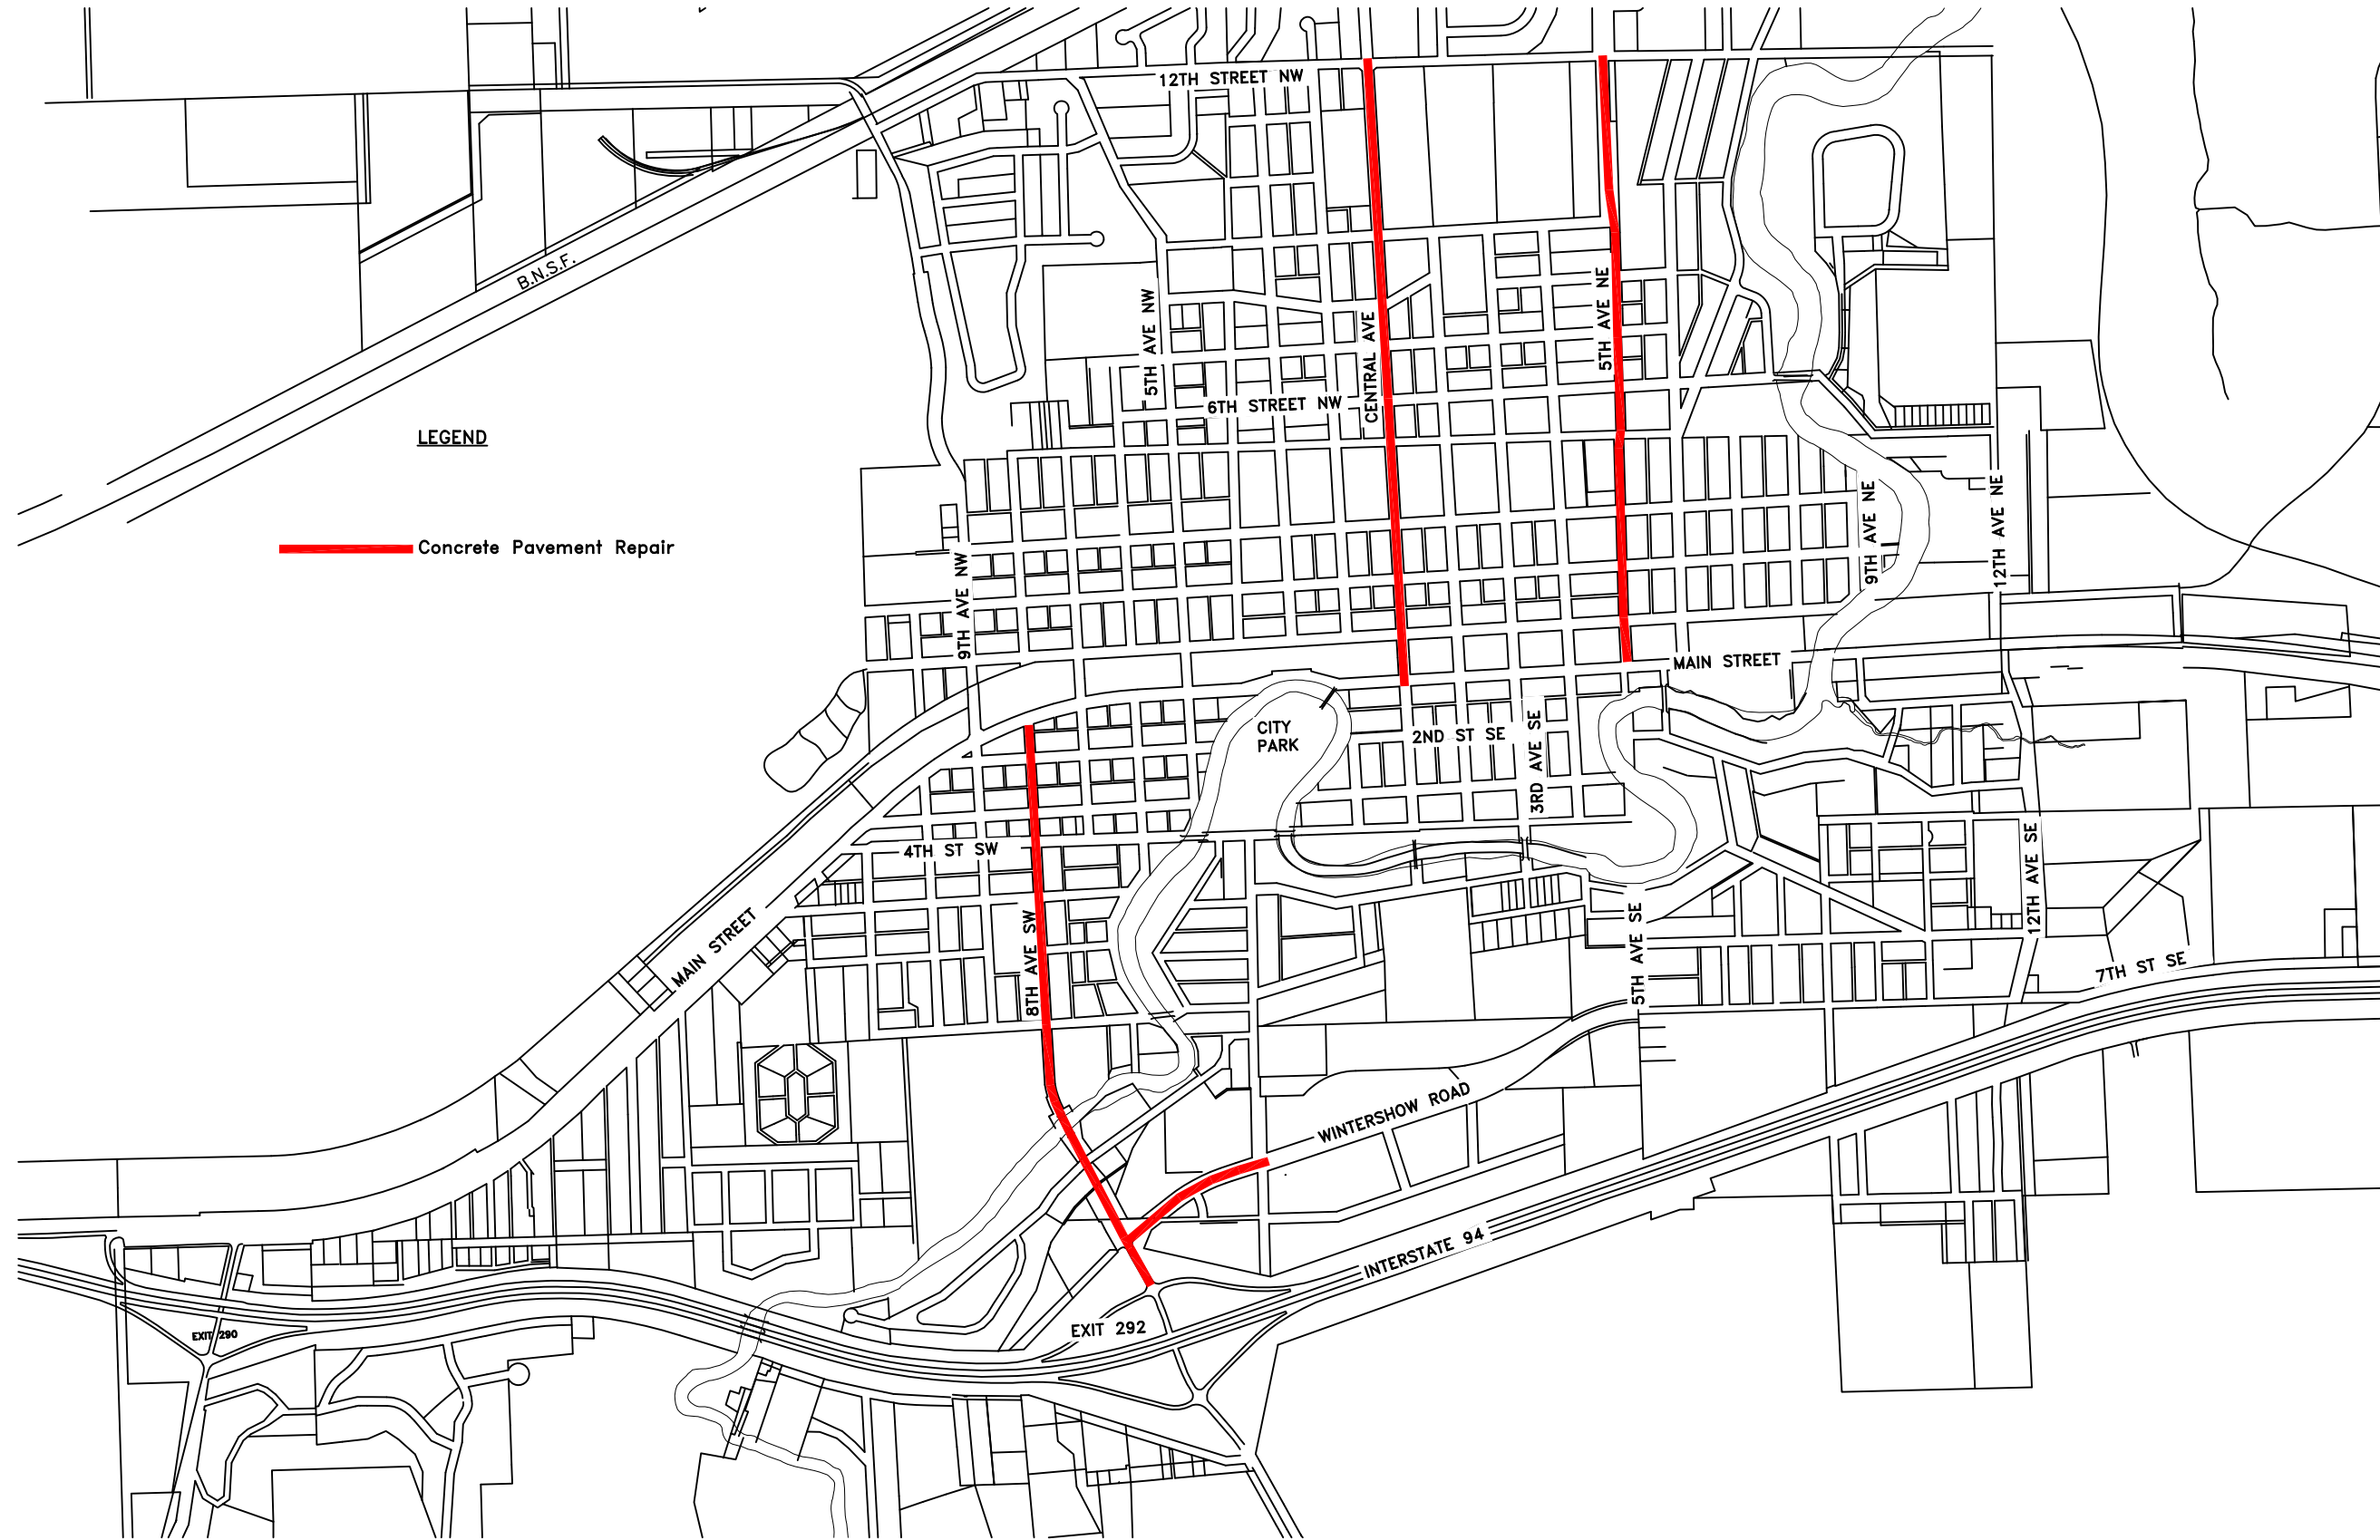 12TH STREET NW
B.N.S.F.
5TH AVE NW
CENTRAL AVE
5TH AVE NE
6TH STREET NW
LEGEND
Concrete Pavement Repair
9TH AVE NW
9TH AVE NE
12TH AVE NE
MAIN STREET
CITY
PARK
2ND ST SE
3RD AVE SE
4TH ST SW
MAIN STREET
8TH AVE SW
5TH AVE SE
12TH AVE SE
7TH ST SE
WINTERSHOW ROAD
INTERSTATE 94
EXIT 290
EXIT 292